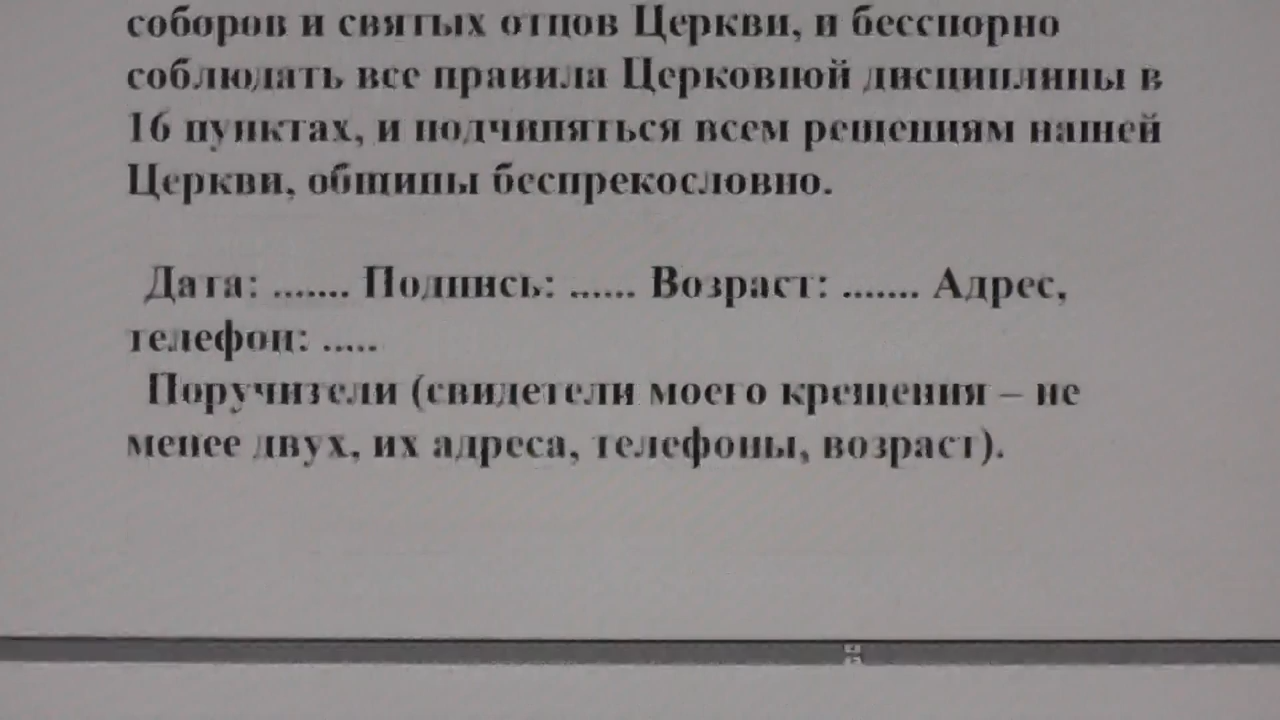 соборов и святых отцов Церкви, и бесспорно
соблюдать все правила Церковной дисциплины в
16 пунктах, и подчиняться всем решениям нашей
Церкви, общины беспрекословно.
Дата: ....... Подпись: ...... Возраст: ....... Адрес,
телефон: .....
Поручители (свидетели моего крещения – не
менее двух, их адреса, телефоны, возраст).